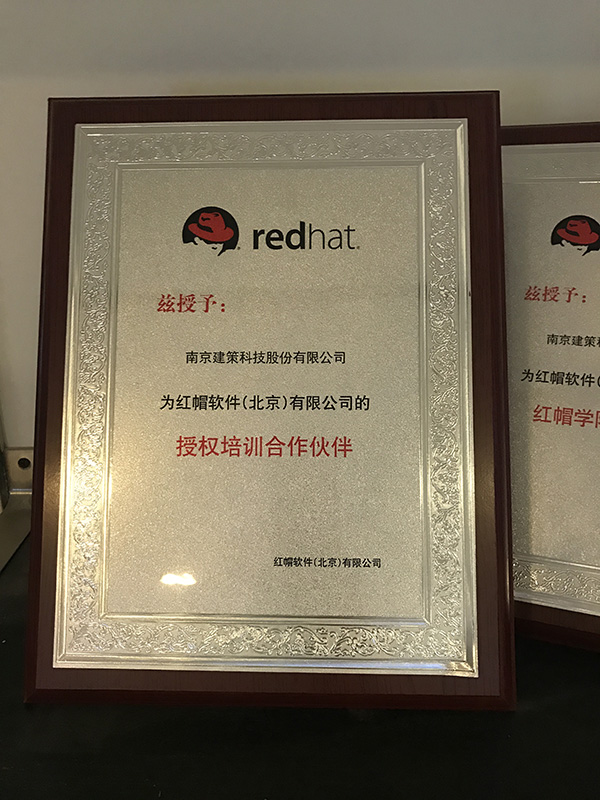 redhat.
兹授予：
南京建策科技股份有限公司
为红帽软件(北京)有限公司的
授权培训合作伙伴
红帽软件(北京)有限公司
兹授予：
南京建策
为红帽软件(
红帽学